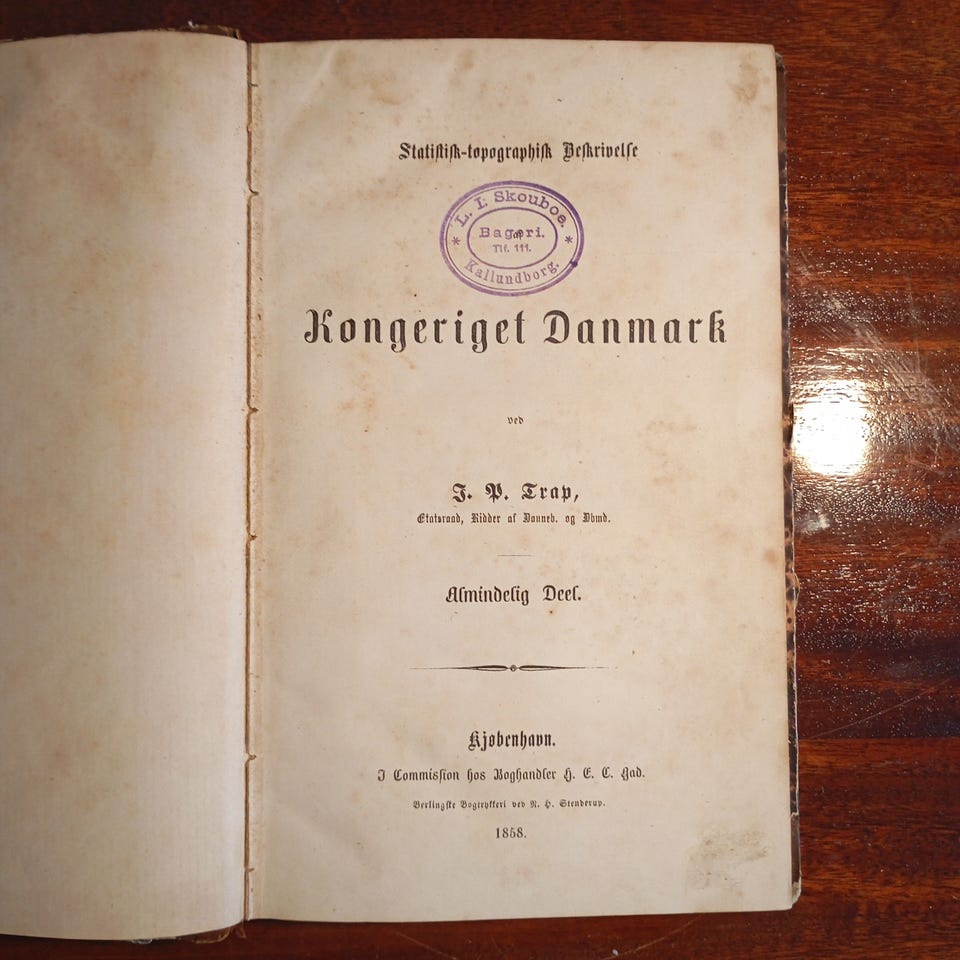 Statistisk-topographisk Beskrivelse
L. I. Skouboe.
Bageri.
af
Tlf. 111.
* Kallundborg. *
Kongeriget Danmark
ved
J. P. Trap,
Etatsraad, Ridder af Danneb. og Dbmd.
Almindelig Deel.
Kjøbenhavn.
I Commission hos Boghandler G. E. C. Gad.
Berlingske Bogtrykkeri ved N. H. Stenderup.
1858.